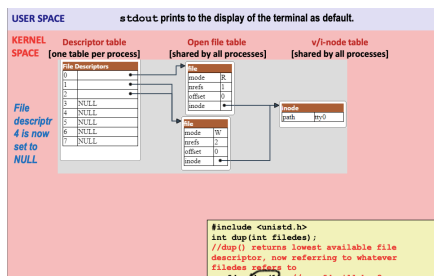 USER SPACE
stdout prints to the display of the terminal as default.
KERNEL SPACE
Descriptor table
[one table per process]
Open file table
[shared by all processes]
v/i-node table
[shared by all processes]
File Descriptors
0
1
2
3 NULL
4 NULL
5 NULL
6 NULL
7 NULL
file
mode R
nrefs 1
offset 0
inode
file
mode W
nrefs 2
offset 0
inode
inode
path tty0
File
descriptr
4 is now
set to
NULL
#include <unistd.h>
int dup(int filedes);
//dup() returns lowest available file
descriptor, now referring to whatever
filedes refers to